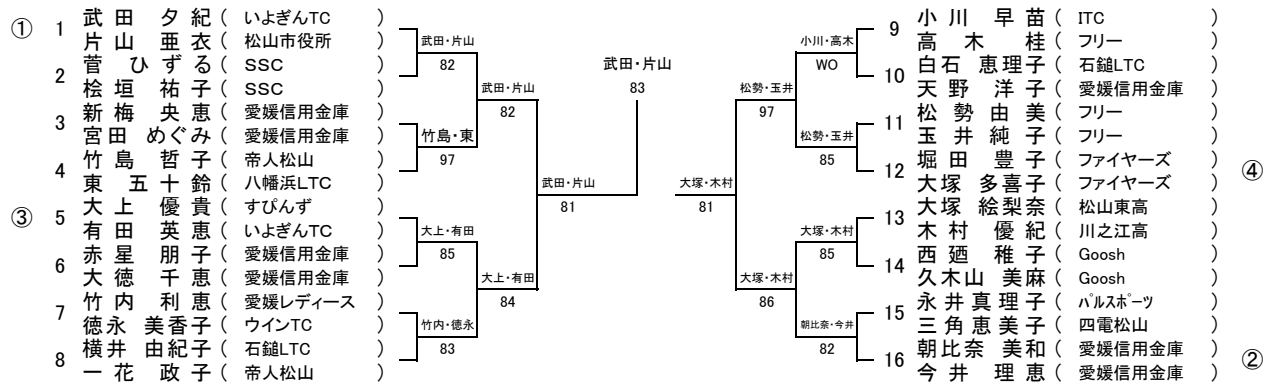 ① 1 武田 夕紀 ( いよぎんTC )
片山 亜衣 ( 松山市役所 )
2 菅 ひずる ( SSC )
桧垣 祐子 ( SSC )
3 新梅 央恵 ( 愛媛信用金庫 )
宮田 めぐみ ( 愛媛信用金庫 )
4 竹島 哲子 ( 帝人松山 )
東 五十鈴 ( 八幡浜LTC )
③ 5 大上 優貴 ( すぴんず )
有田 英恵 ( いよぎんTC )
6 赤星 朋子 ( 愛媛信用金庫 )
大徳 千恵 ( 愛媛信用金庫 )
7 竹内 利恵 ( 愛媛レディース )
徳永 美香子 ( ウインTC )
8 横井 由紀子 ( 石鎚LTC )
一花 政子 ( 帝人松山 )
武田・片山
82
竹島・東
97
大上・有田
85
竹内・徳永
83
武田・片山
82
大上・有田
84
武田・片山
81
武田・片山
83
大塚・木村
81
松勢・玉井
97
大塚・木村
86
小川・高木
WO
松勢・玉井
85
大塚・木村
85
朝比奈・今井
82
9 小川 早苗 ( ITC )
高木 桂 ( フリー )
10 白石 恵理子 ( 石鎚LTC )
天野 洋子 ( 愛媛信用金庫 )
11 松勢 由美 ( フリー )
玉井 純子 ( フリー )
12 堀田 豊子 ( ファイヤーズ ) ④
大塚 多喜子 ( ファイヤーズ )
13 大塚 絵梨奈 ( 松山東高 )
木村 優紀 ( 川之江高 )
14 西廼 稚子 ( Goosh )
久木山 美麻 ( Goosh )
15 永井 真理子 ( ﾊﾟﾙｽﾎﾟｰﾂ )
三角 恵美子 ( 四電松山 )
16 朝比奈 美和 ( 愛媛信用金庫 ) ②
今井 理恵 ( 愛媛信用金庫 )